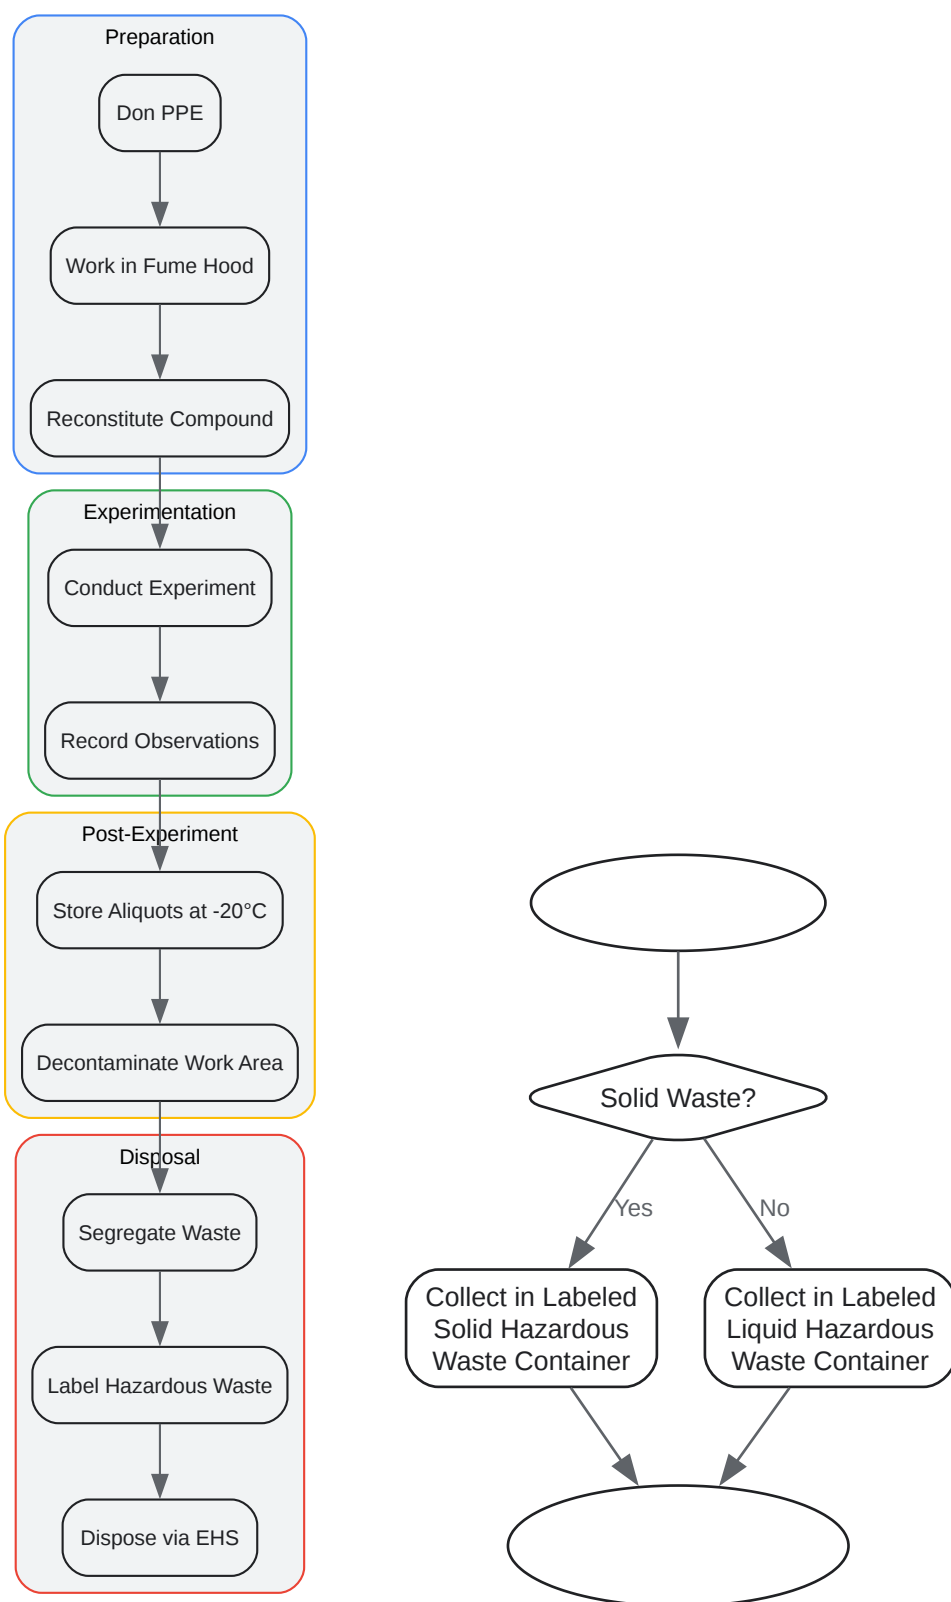 Preparation
Don PPE
Work in Fume Hood
Reconstitute Compound
Experimentation
Conduct Experiment
Record Observations
Post-Experiment
Store Aliquots at -20°C
Decontaminate Work Area
Disposal
Segregate Waste
Label Hazardous Waste
Dispose via EHS
Solid Waste?
Yes
No
Collect in Labeled
Solid Hazardous
Waste Container
Collect in Labeled
Liquid Hazardous
Waste Container